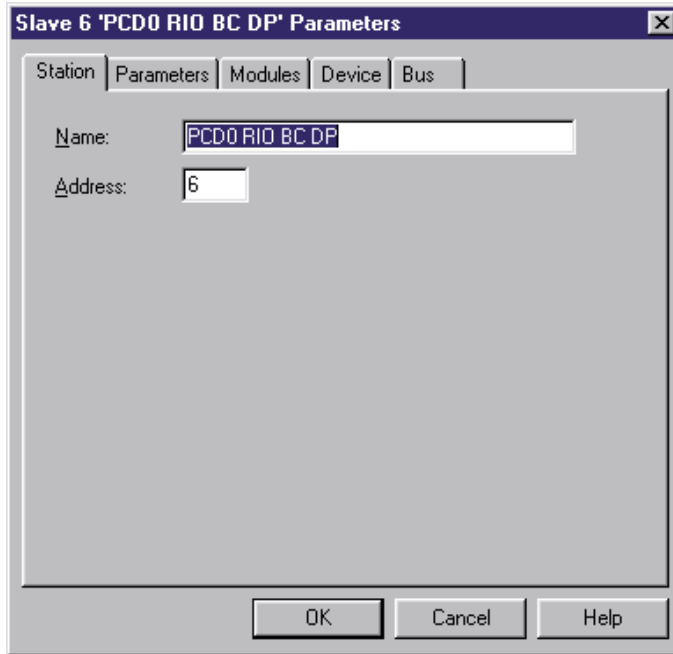 Slave 6 'PCD0 RIO BC DP' Parameters
Station Parameters Modules Device Bus
Name: PCD0 RIO BC DP
Address: 6
OK Cancel Help